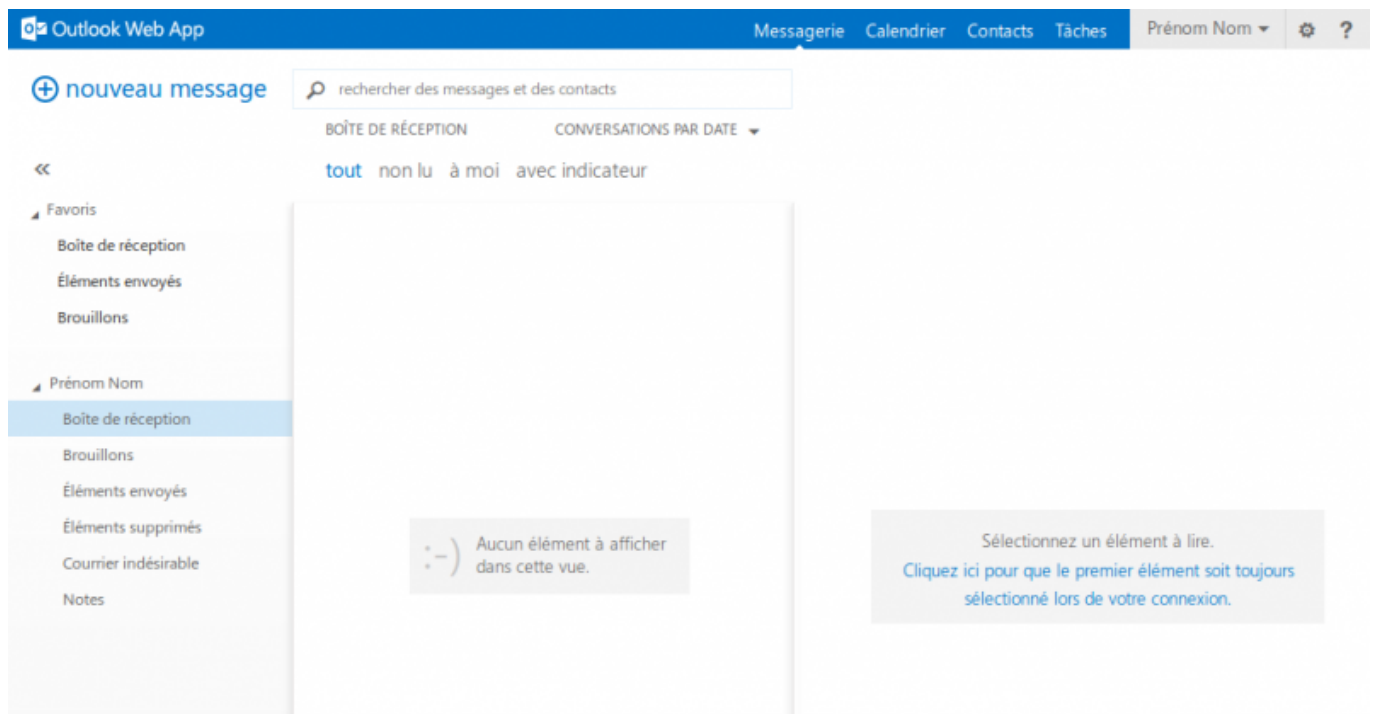 Outlook Web App
Messagerie Calendrier Contacts Tâches Prénom Nom ?
nouveau message
rechercher des messages et des contacts
BOÎTE DE RÉCEPTION CONVERSATIONS PAR DATE
tout non lu à moi avec indicateur
«
Favoris
Boîte de réception
Éléments envoyés
Brouillons
Prénom Nom
Boîte de réception
Brouillons
Éléments envoyés
Éléments supprimés
Courrier indésirable
Notes
:-)
Aucun élément à afficher
dans cette vue.
Sélectionnez un élément à lire.
Cliquez ici pour que le premier élément soit toujours
sélectionné lors de votre connexion.